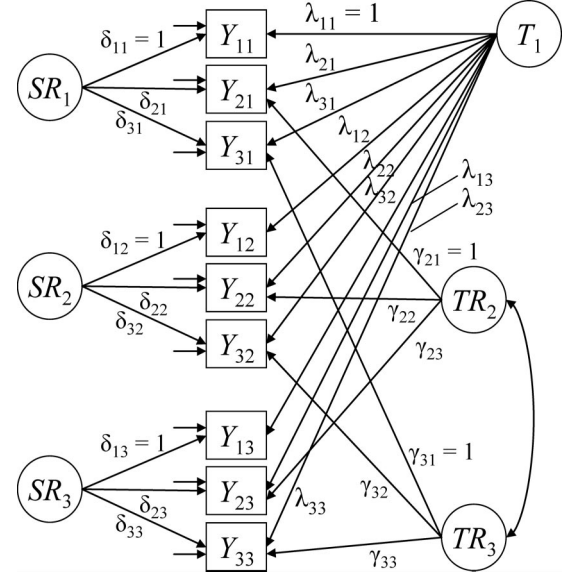 δ₁₁ = 1
Y₁₁
λ₁₁ = 1
T₁
SR₁
δ₂₁
Y₂₁
λ₂₁
δ₃₁
Y₃₁
λ₃₁
λ₁₂
λ₂₂
λ₁₃
λ₃₂
λ₂₃
δ₁₂ = 1
Y₁₂
γ₂₁ = 1
SR₂
δ₂₂
Y₂₂
γ₂₂
TR₂
δ₃₂
Y₃₂
γ₂₃
δ₁₃ = 1
Y₁₃
γ₃₁ = 1
SR₃
δ₂₃
Y₂₃
λ₃₃
γ₃₂
δ₃₃
Y₃₃
γ₃₃
TR₃